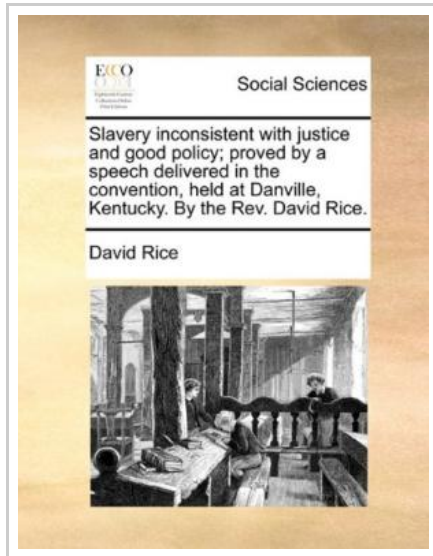 ECCO
Social Sciences
Slavery inconsistent with justice
and good policy; proved by a
speech delivered in the
convention, held at Danville,
Kentucky. By the Rev. David Rice.
David Rice